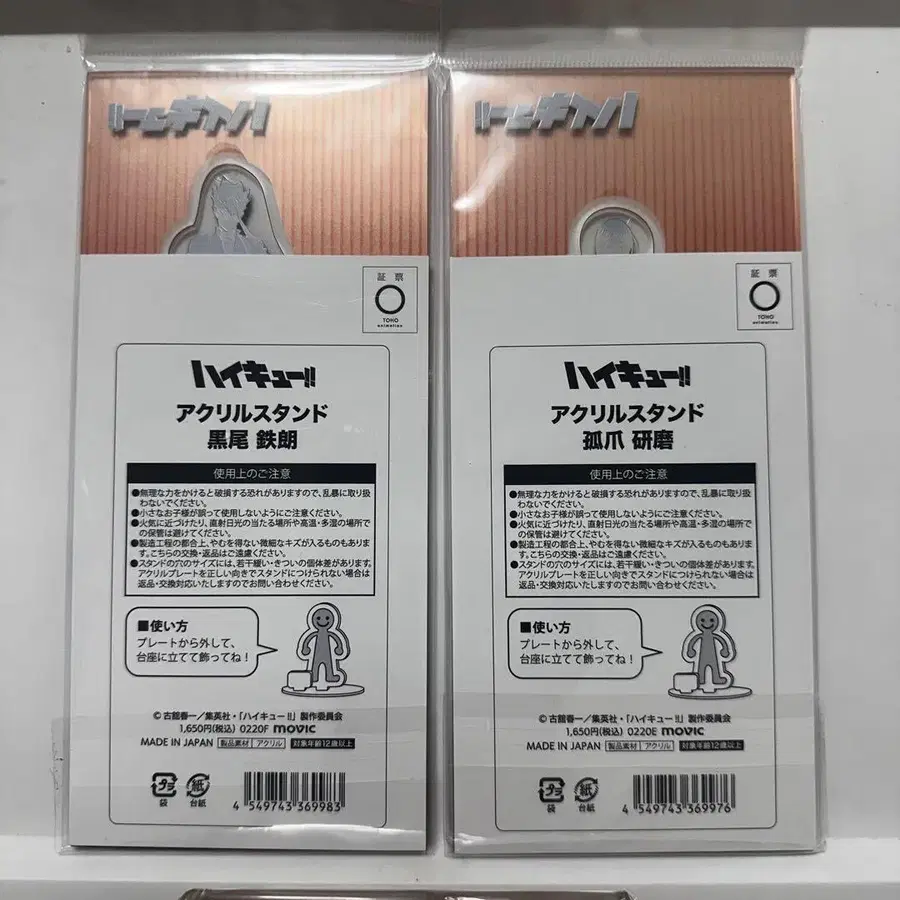 ハイキュー!!
証 票
TOHO
animation
ハイキュー!!
アクリルスタンド
黒尾 鉄朗
使用上のご注意
●無理な力をかけると破損する恐れがありますので、乱暴に取り扱
わないでください。
●小さなお子様が誤って使用しないようにご注意ください。
●火気に近づけたり、直射日光の当たる場所や高温・多湿の場所で
の保管は避けてください。
●製造工程の都合上、やむを得ない微細なキズが入るものもありま
す。こちらの交換・返品はご遠慮ください。
●スタンドの穴のサイズには、若干緩い・きついの個体差があります。
アクリルプレートを正しい向きでスタンドにつけられない場合は
返品・交換対応いたしますのでお問い合わせください。
■使い方
プレートから外して、
台座に立てて飾ってね!
© 古舘春一/集英社・「ハイキュー!!」製作委員会
1,650円(税込) 0220F movic
MADE IN JAPAN 製品素材 アクリル 対象年齢12歳以上
プラ
袋
紙
台紙
4 549743 369983
ハイキュー!!
証 票
TOHO
animation
ハイキュー!!
アクリルスタンド
孤爪 研磨
使用上のご注意
●無理な力をかけると破損する恐れがありますので、乱暴に取り扱
わないでください。
●小さなお子様が誤って使用しないようにご注意ください。
●火気に近づけたり、直射日光の当たる場所や高温・多湿の場所で
の保管は避けてください。
●製造工程の都合上、やむを得ない微細なキズが入るものもありま
す。こちらの交換・返品はご遠慮ください。
●スタンドの穴のサイズには、若干緩い・きついの個体差があります。
アクリルプレートを正しい向きでスタンドにつけられない場合は
返品・交換対応いたしますのでお問い合わせください。
■使い方
プレートから外して、
台座に立てて飾ってね!
© 古舘春一/集英社・「ハイキュー!!」製作委員会
1,650円(税込) 0220E movic
MADE IN JAPAN 製品素材 アクリル 対象年齢12歳以上
プラ
袋
紙
台紙
4 549743 369976